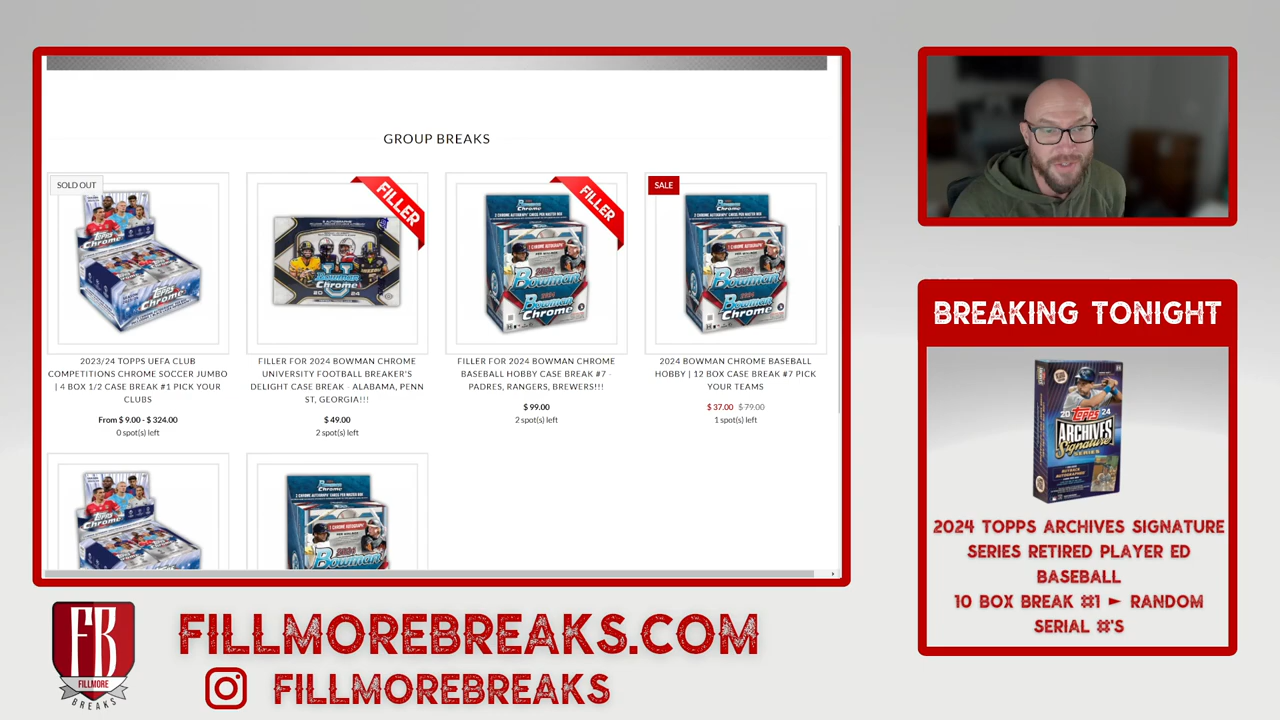 GROUP BREAKS
SOLD OUT
FILLER
FILLER
SALE
2023/24 TOPPS UEFA CLUB
COMPETITIONS CHROME SOCCER JUMBO
| 4 BOX 1/2 CASE BREAK #1 PICK YOUR
CLUBS
From $ 9.00 - $ 324.00
0 spot(s) left
FILLER FOR 2024 BOWMAN CHROME
UNIVERSITY FOOTBALL BREAKER'S
DELIGHT CASE BREAK - ALABAMA, PENN
ST, GEORGIA!!!
$ 49.00
2 spot(s) left
FILLER FOR 2024 BOWMAN CHROME
BASEBALL HOBBY CASE BREAK #7 -
PADRES, RANGERS, BREWERS!!!
$ 99.00
2 spot(s) left
2024 BOWMAN CHROME BASEBALL
HOBBY | 12 BOX CASE BREAK #7 PICK
YOUR TEAMS
$ 37.00 $ 79.00
1 spot(s) left
BREAKING TONIGHT
2024
Topps
ARCHIVES
Signature
SERIES
2024 TOPPS ARCHIVES SIGNATURE
SERIES RETIRED PLAYER ED
BASEBALL
10 BOX BREAK #1 ► RANDOM
SERIAL #'S
FB
FILLMORE
BREAKS
FILLMOREBREAKS.COM
FILLMOREBREAKS